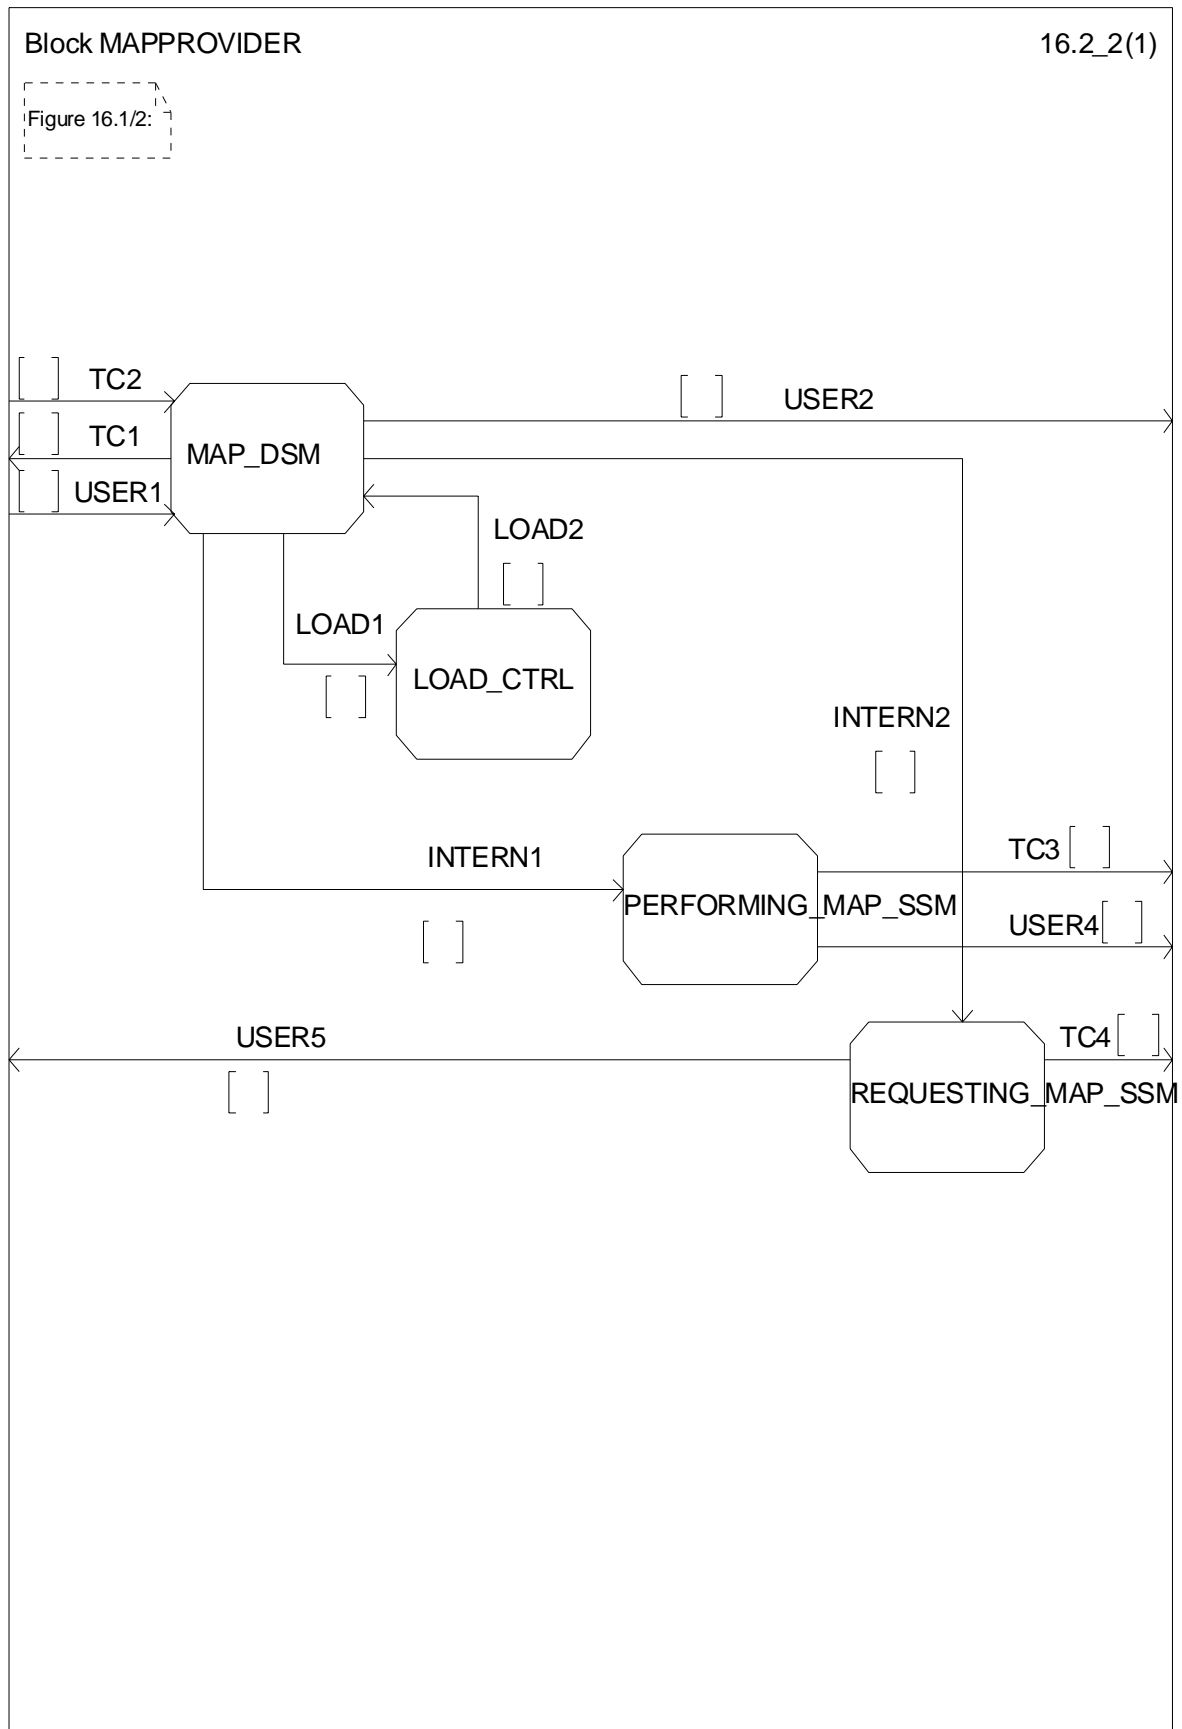 Block MAPPROVIDER
16.2_2(1)
Figure 16.1/2:
[ ] TC2
[ ] TC1
[ ] USER1
MAP_DSM
[ ] USER2
LOAD2
[ ]
LOAD1
[ ]
LOAD_CTRL
INTERN2
[ ]
INTERN1
[ ]
PERFORMING_MAP_SSM
TC3 [ ]
USER4 [ ]
USER5
[ ]
TC4 [ ]
REQUESTING_MAP_SSM